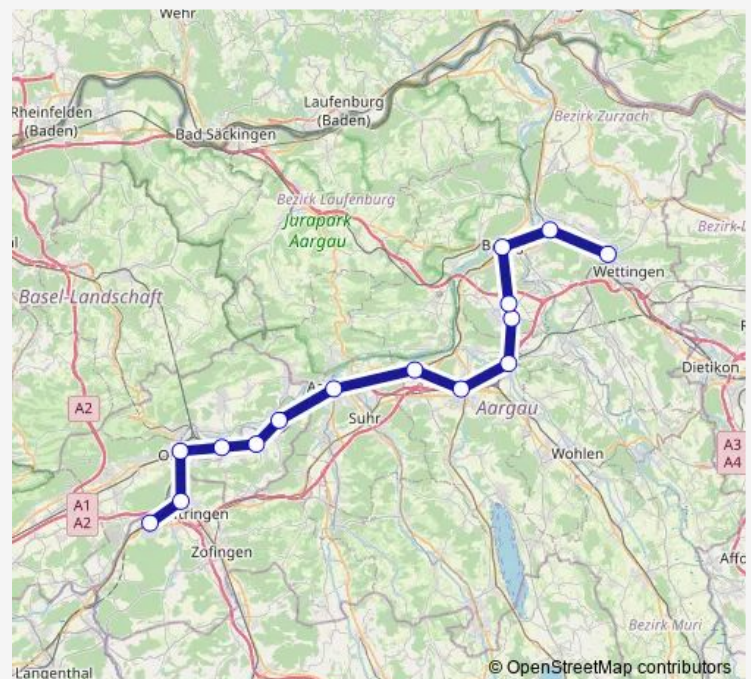 Wehr
Rheinfelden
(Baden)
Laufenburg
(Baden)
Bad Säckingen
Bezirk Zurzach
Bezirk Laufenburg
Jurapark
Aargau
Basel-Landschaft
Wettingen
A2
Suhr
Aargau
Dietikon
A3
A4
Wohlen
A1
A2
Zofingen
Bezirk Muri
Langenthal
© OpenStreetMap contributors